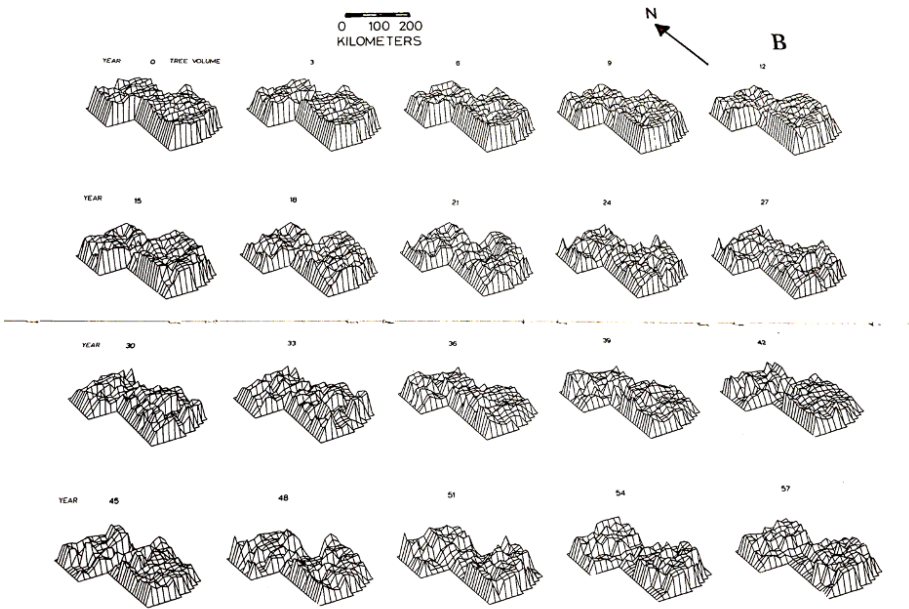 0 100 200
KILOMETERS
N
B
YEAR 0 TREE VOLUME 3 6 9 12
YEAR 15 18 21 24 27
YEAR 30 33 36 39 42
YEAR 45 48 51 54 57